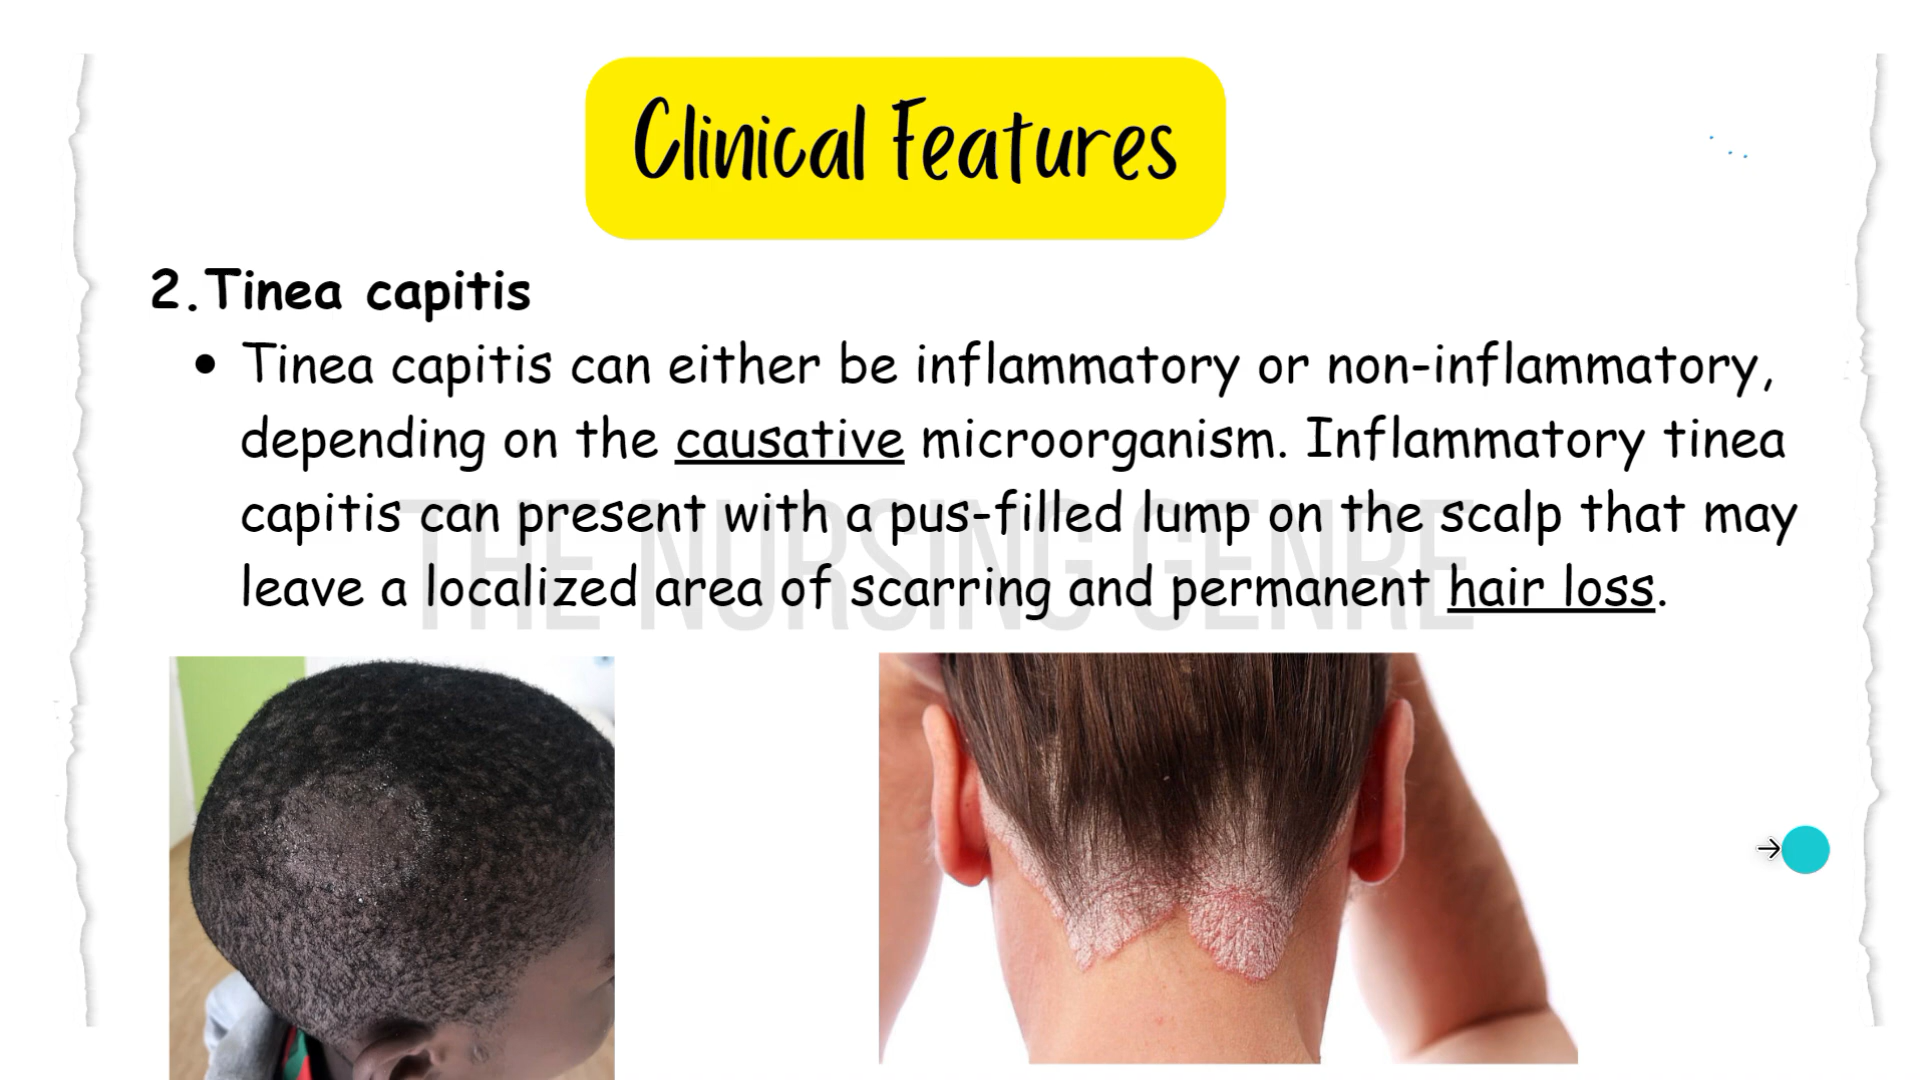 Clinical Features
2. Tinea capitis
• Tinea capitis can either be inflammatory or non-inflammatory,
depending on the causative microorganism. Inflammatory tinea
capitis can present with a pus-filled lump on the scalp that may
leave a localized area of scarring and permanent hair loss.
THE NURSING GENRE